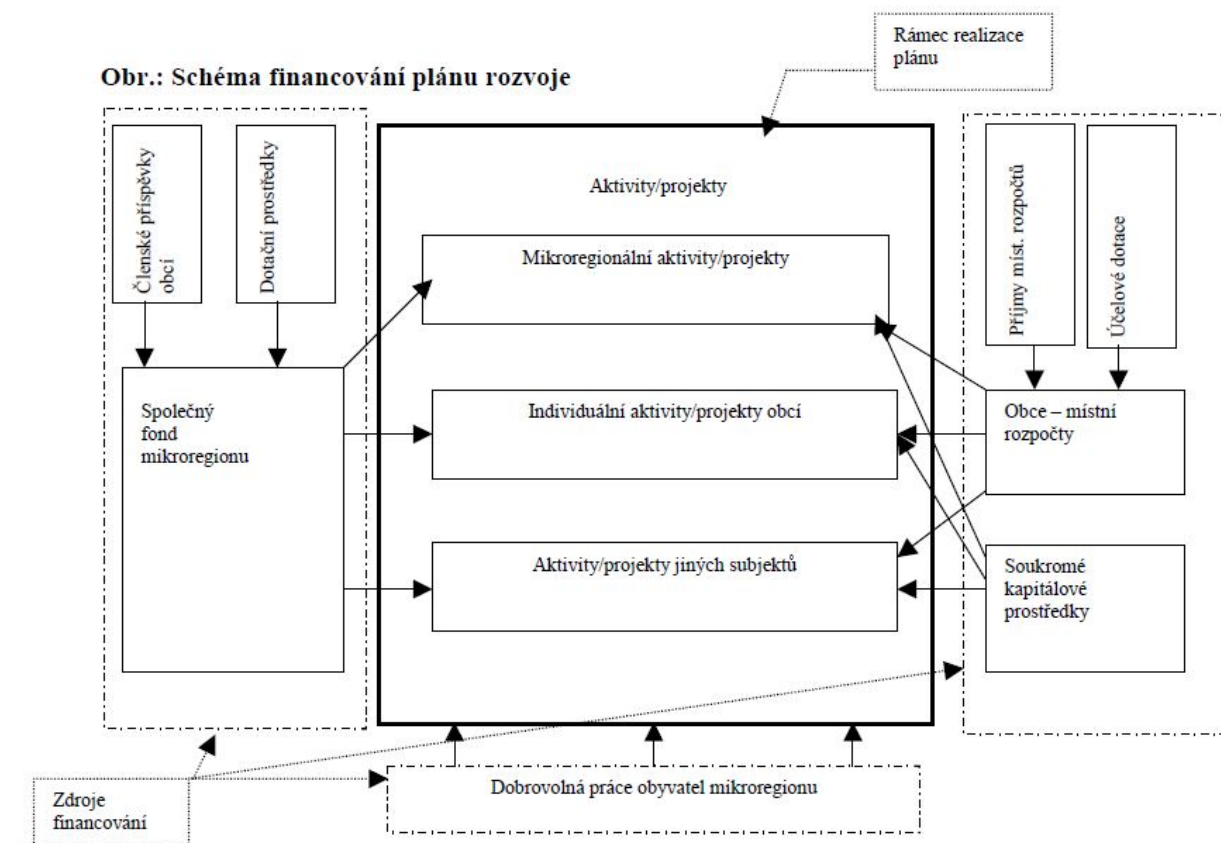 Rámec realizace
plánu
Obr.: Schéma financování plánu rozvoje
Členské příspěvky
obcí
Dotační prostředky
Aktivity/projekty
Mikroregionální aktivity/projekty
Individuální aktivity/projekty obcí
Aktivity/projekty jiných subjektů
Společný
fond
mikroregionu
Příjmy míst. rozpočtů
Účelové dotace
Obce – místní
rozpočty
Soukromé
kapitálové
prostředky
Dobrovolná práce obyvatel mikroregionu
Zdroje
financování